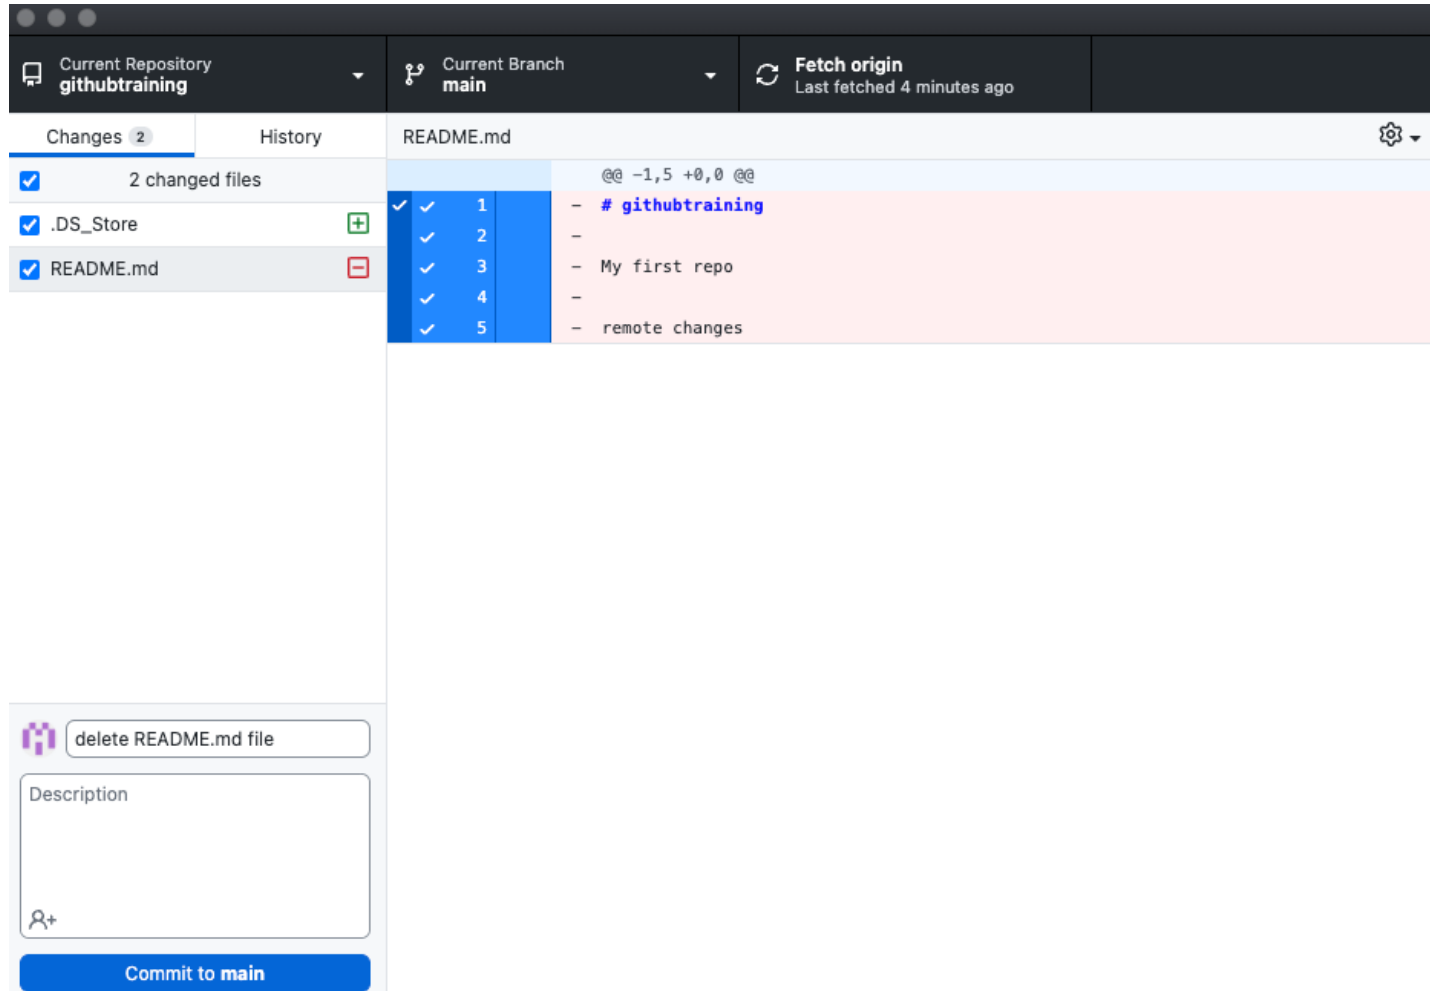 Current Repository
githubtraining
Current Branch
main
Fetch origin
Last fetched 4 minutes ago
Changes 2
History
README.md
2 changed files
.DS_Store
README.md
@@ -1,5 +0,0 @@
1 - # githubtraining
2 -
3 - My first repo
4 -
5 - remote changes
delete README.md file
Description
Commit to main